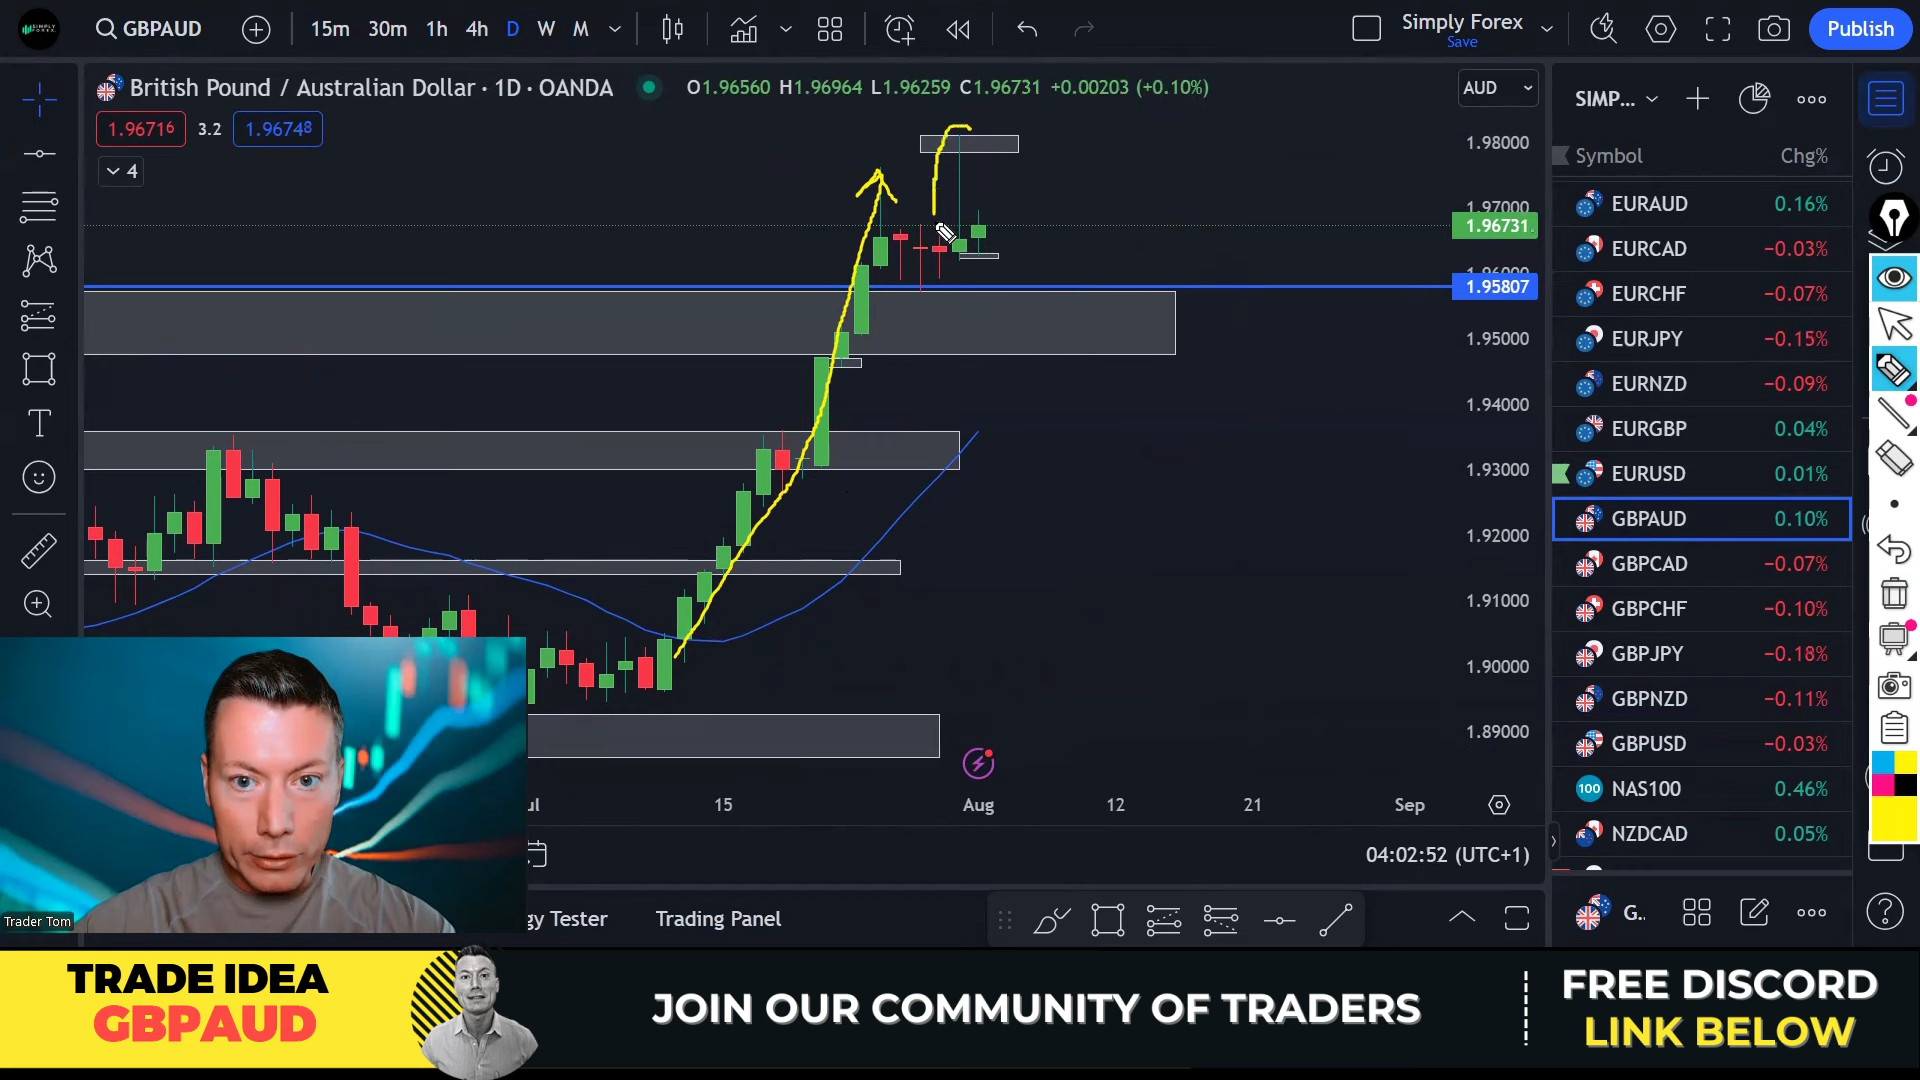 GBPAUD
15m 30m 1h 4h D W M
Simply Forex
Save
Publish
British Pound / Australian Dollar · 1D · OANDA
O1.96560 H1.96964 L1.96259 C1.96731 +0.00203 (+0.10%)
1.96716
3.2
1.96748
4
AUD
1.98000
1.97000
1.96731
1.96000
1.95807
1.95000
1.94000
1.93000
1.92000
1.91000
1.90000
1.89000
15
Aug
12
21
Sep
04:02:52 (UTC+1)
gy Tester
Trading Panel
SIMP...
Symbol Chg%
EURAUD 0.16%
EURCAD −0.03%
EURCHF −0.07%
EURJPY −0.15%
EURNZD −0.09%
EURGBP 0.04%
EURUSD 0.01%
GBPAUD 0.10%
GBPCAD −0.07%
GBPCHF −0.10%
GBPJPY −0.18%
GBPNZD −0.11%
GBPUSD −0.03%
100 NAS100 0.46%
NZDCAD 0.05%
G..
Trader Tom
TRADE IDEA
GBPAUD
JOIN OUR COMMUNITY OF TRADERS
FREE DISCORD
LINK BELOW